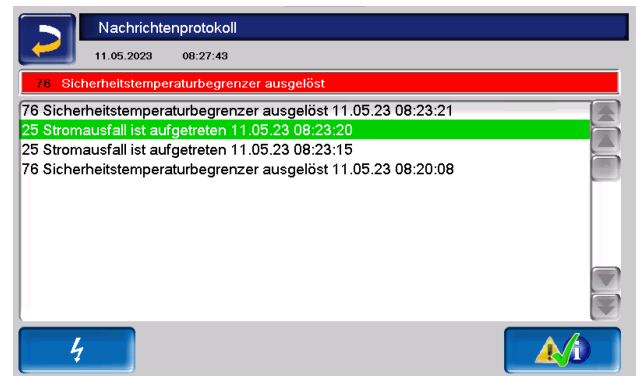 Nachrichtenprotokoll
11.05.2023 08:27:43
76 Sicherheitstemperaturbegrenzer ausgelöst
76 Sicherheitstemperaturbegrenzer ausgelöst 11.05.23 08:23:21
25 Stromausfall ist aufgetreten 11.05.23 08:23:20
25 Stromausfall ist aufgetreten 11.05.23 08:23:15
76 Sicherheitstemperaturbegrenzer ausgelöst 11.05.23 08:20:08